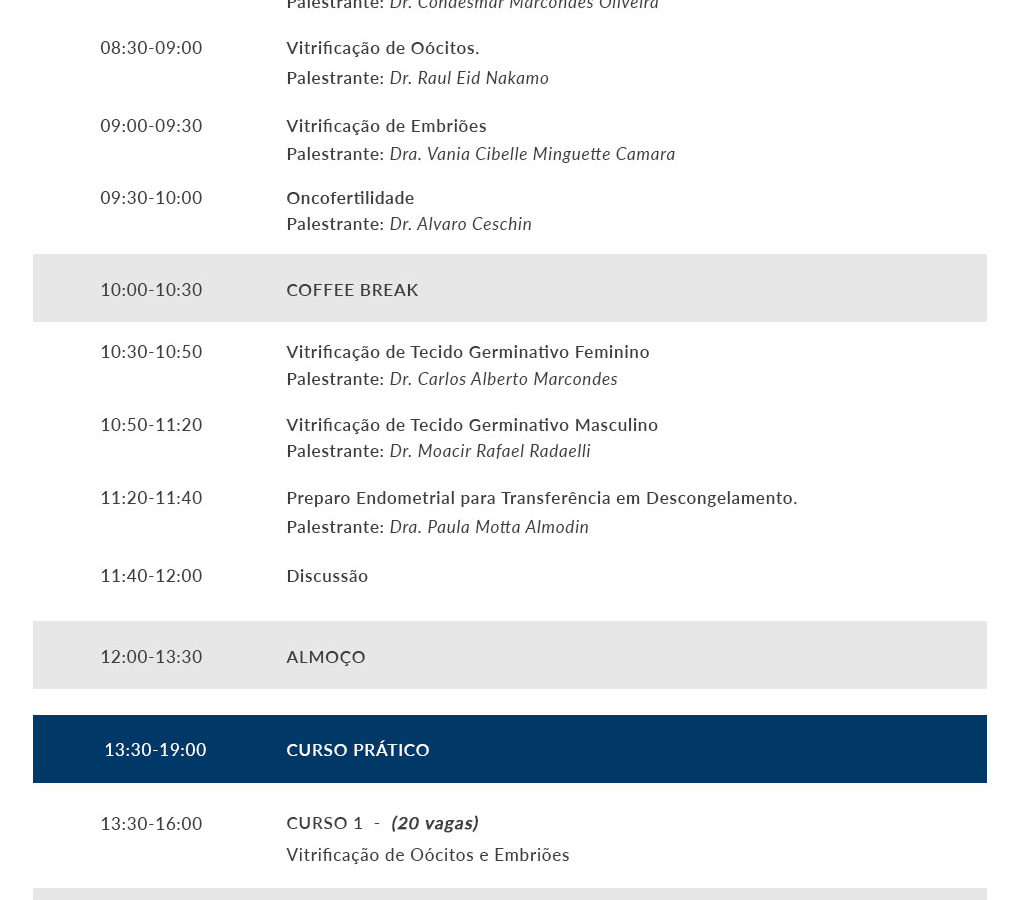 Palestrante: Dr. Condesmar Marcondes Oliveira
08:30-09:00 Vitrificação de Oócitos.
Palestrante: Dr. Raul Eid Nakamo
09:00-09:30 Vitrificação de Embriões
Palestrante: Dra. Vania Cibelle Minguette Camara
09:30-10:00 Oncofertilidade
Palestrante: Dr. Alvaro Ceschin
10:00-10:30 COFFEE BREAK
10:30-10:50 Vitrificação de Tecido Germinativo Feminino
Palestrante: Dr. Carlos Alberto Marcondes
10:50-11:20 Vitrificação de Tecido Germinativo Masculino
Palestrante: Dr. Moacir Rafael Radaelli
11:20-11:40 Preparo Endometrial para Transferência em Descongelamento.
Palestrante: Dra. Paula Motta Almodin
11:40-12:00 Discussão
12:00-13:30 ALMOÇO
13:30-19:00 CURSO PRÁTICO
13:30-16:00 CURSO 1 - (20 vagas)
Vitrificação de Oócitos e Embriões